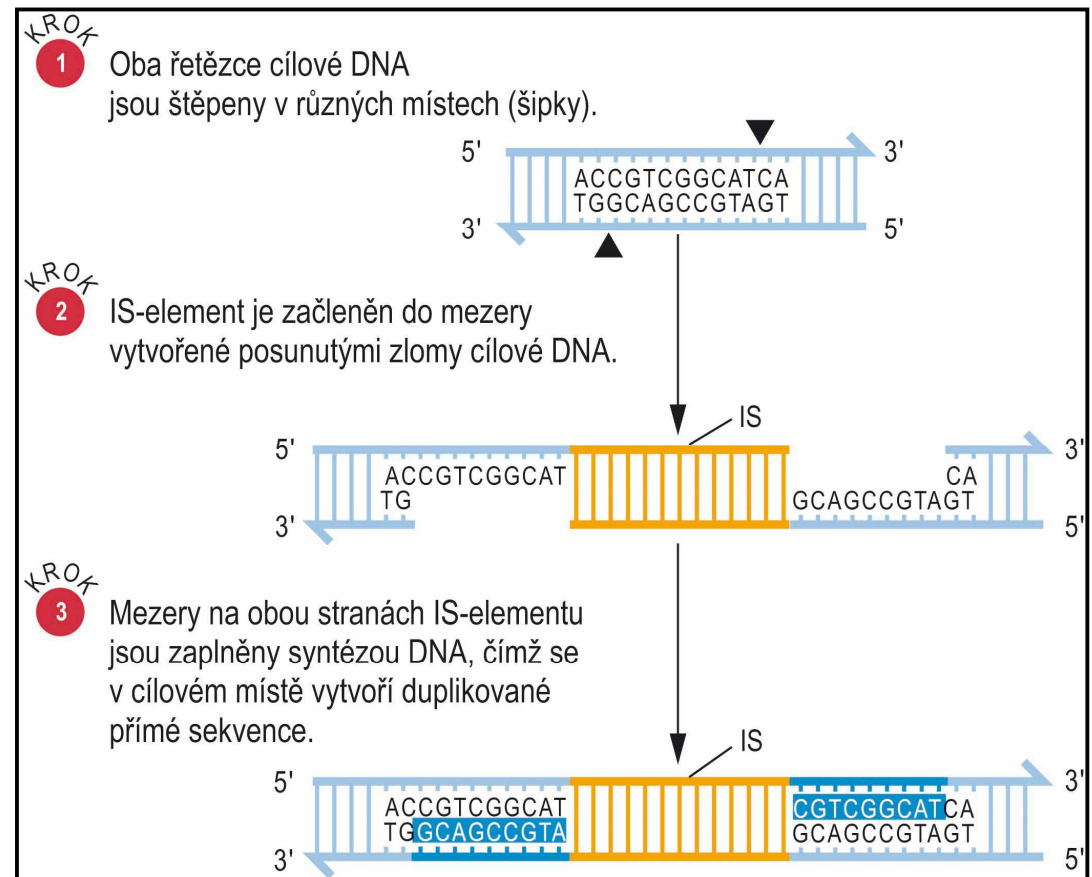 KROK
1
Oba řetězce cílové DNA
jsou štěpeny v různých místech (šipky).
5' 3'
ACCGTCGGCATCA
TGGCAGCCGTAGT
3' 5'
KROK
2
IS-element je začleněn do mezery
vytvořené posunutými zlomy cílové DNA.
IS
5' 3'
ACCGTCGGCAT CA
TG GCAGCCGTAGT
3' 5'
KROK
3
Mezery na obou stranách IS-elementu
jsou zaplněny syntézou DNA, čímž se
v cílovém místě vytvoří duplikované
přímé sekvence.
IS
5' 3'
ACCGTCGGCAT CGTCGGCATCA
TGGCAGCCGTA GCAGCCGTAGT
3' 5'